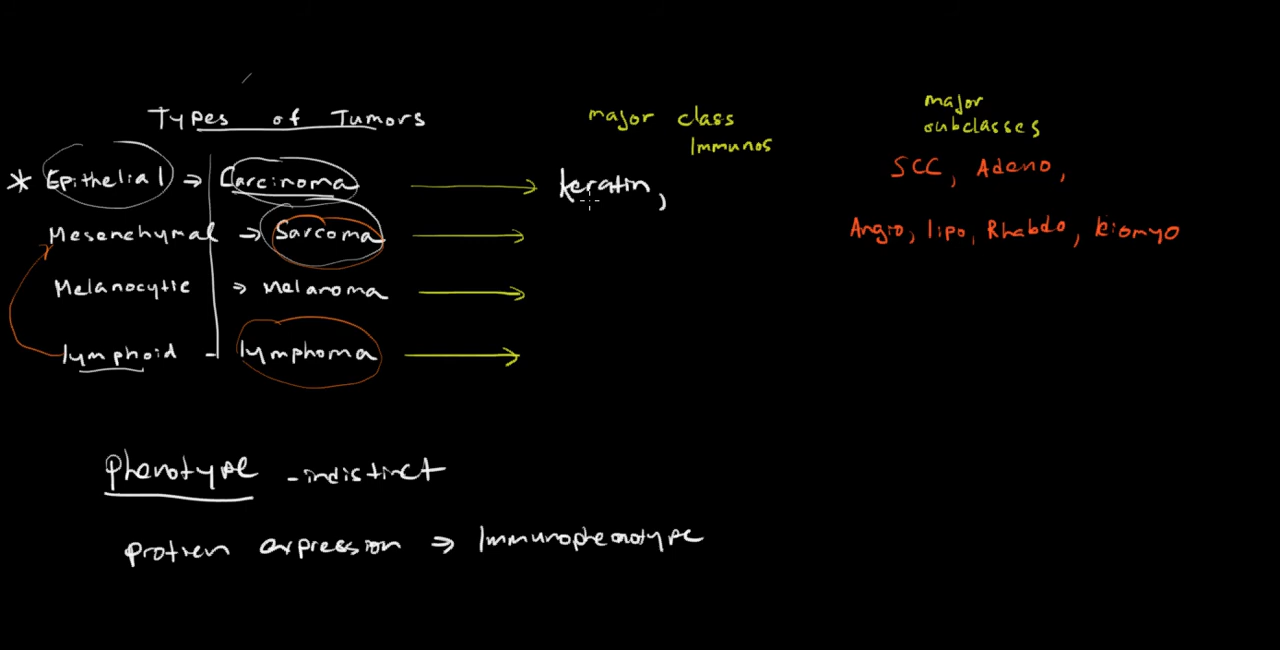 Types of Tumors
major class
Immunos
major
subclasses
* Epithelial ⇒ Carcinoma → keratin,
SCC, Adeno,
Mesenchymal ⇒ Sarcoma →
Angio, lipo, Rhabdo, leiomyo
Melanocytic ⇒ Melanoma →
lymphoid - lymphoma →
Phenotype - indistinct
protien expression ⇒ Immunophenotype